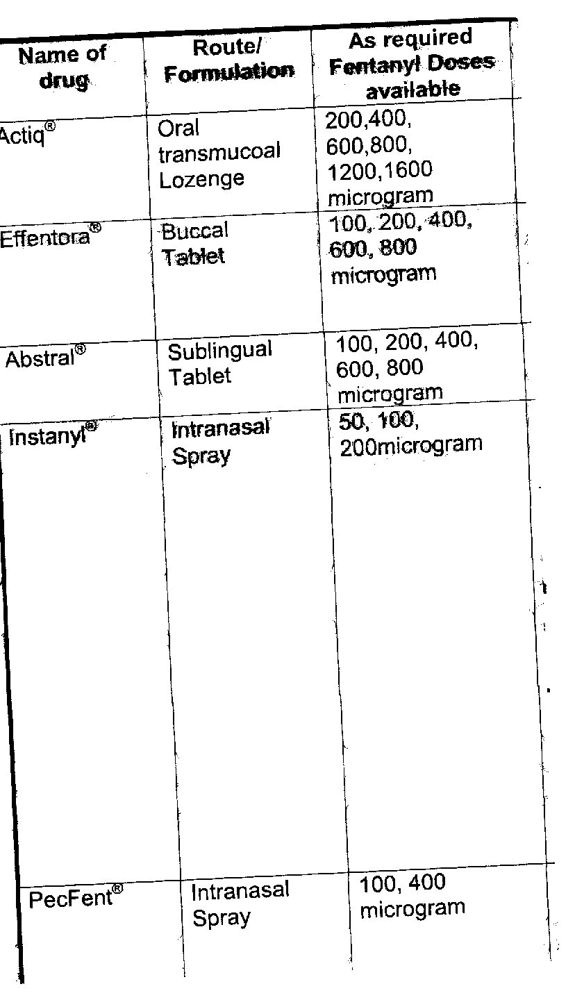 Name of
drug
Route/
Formulation
As required
Fentanyl Doses
available
Actiq®
Oral
transmucoal
Lozenge
200,400,
600,800,
1200,1600
microgram
Effentora®
Buccal
Tablet
100, 200, 400,
600, 800
microgram
Abstral®
Sublingual
Tablet
100, 200, 400,
600, 800
microgram
Instanyl®
Intranasal
Spray
50, 100,
200microgram
PecFent®
Intranasal
Spray
100, 400
microgram